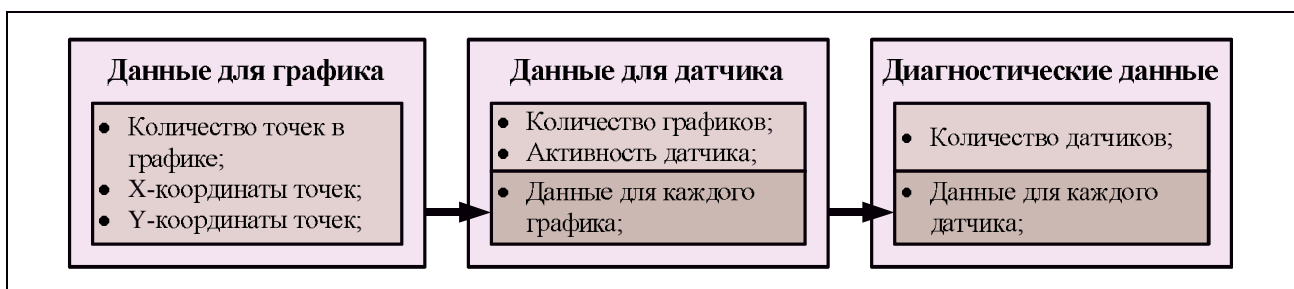 Данные для графика
• Количество точек в
графике;
• X-координаты точек;
• Y-координаты точек;
Данные для датчика
• Количество графиков;
• Активность датчика;
• Данные для каждого
графика;
Диагностические данные
• Количество датчиков;
• Данные для каждого
датчика;